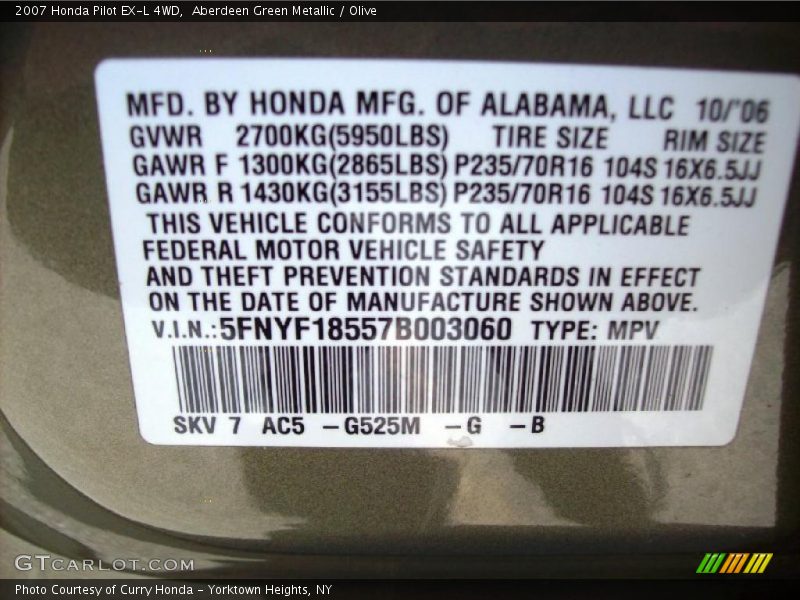 2007 Honda Pilot EX-L 4WD,  Aberdeen Green Metallic / Olive
MFD. BY HONDA MFG. OF ALABAMA, LLC 10/'06
GVWR 2700KG(5950LBS) TIRE SIZE RIM SIZE
GAWR F 1300KG(2865LBS) P235/70R16 104S 16X6.5JJ
GAWR R 1430KG(3155LBS) P235/70R16 104S 16X6.5JJ
THIS VEHICLE CONFORMS TO ALL APPLICABLE
FEDERAL MOTOR VEHICLE SAFETY
AND THEFT PREVENTION STANDARDS IN EFFECT
ON THE DATE OF MANUFACTURE SHOWN ABOVE.
V.I.N.: 5FNYF18557B003060 TYPE: MPV
SKV 7 AC5 -G525M -G -B
GTCARLOT.COM
Photo Courtesy of Curry Honda - Yorktown Heights, NY